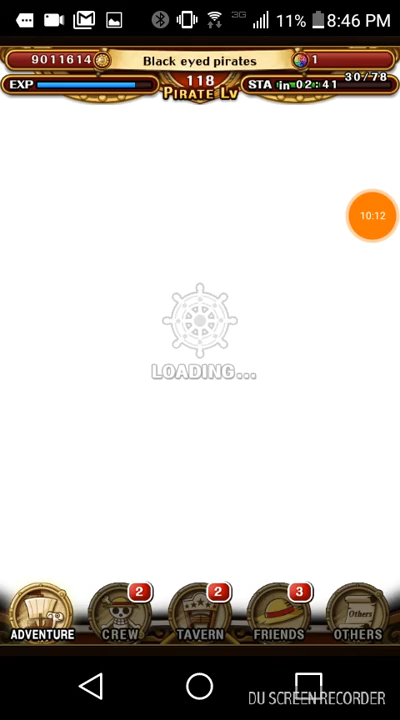 3G 11% 8:46 PM
9011614 Black eyed pirates 1
EXP 118 STA in 02:41 30/78
PIRATE LV
10:12
LOADING...
2 2 3
Others
ADVENTURE CREW TAVERN FRIENDS OTHERS
DU SCREEN RECORDER